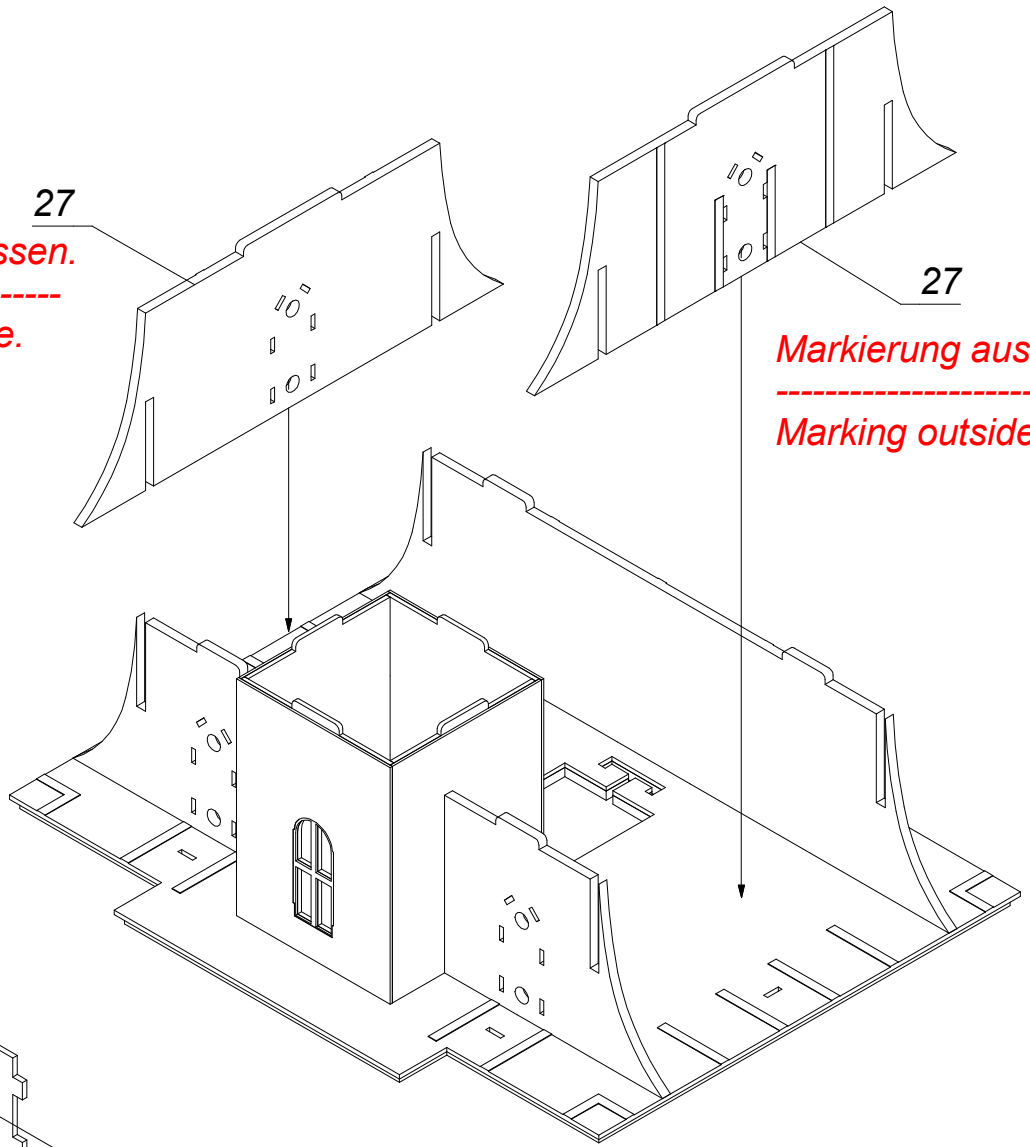 27
ssen.
-----
e.
27
Markierung aus
----------------------
Marking outside